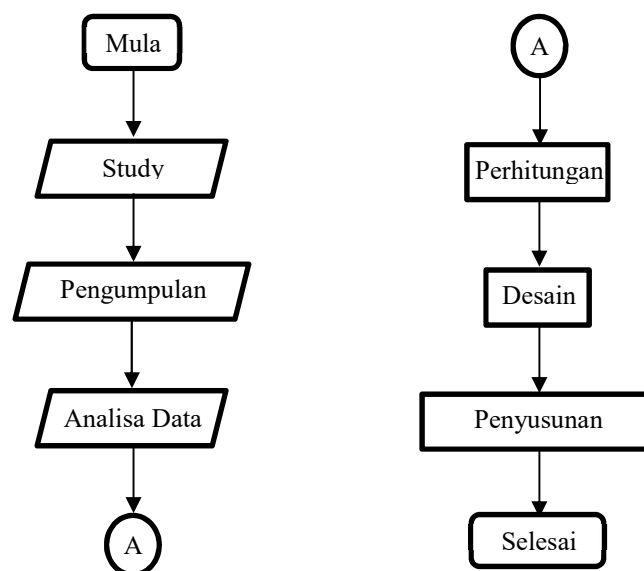 Mula
Study
Pengumpulan
Analisa Data
A
A
Perhitungan
Desain
Penyusunan
Selesai